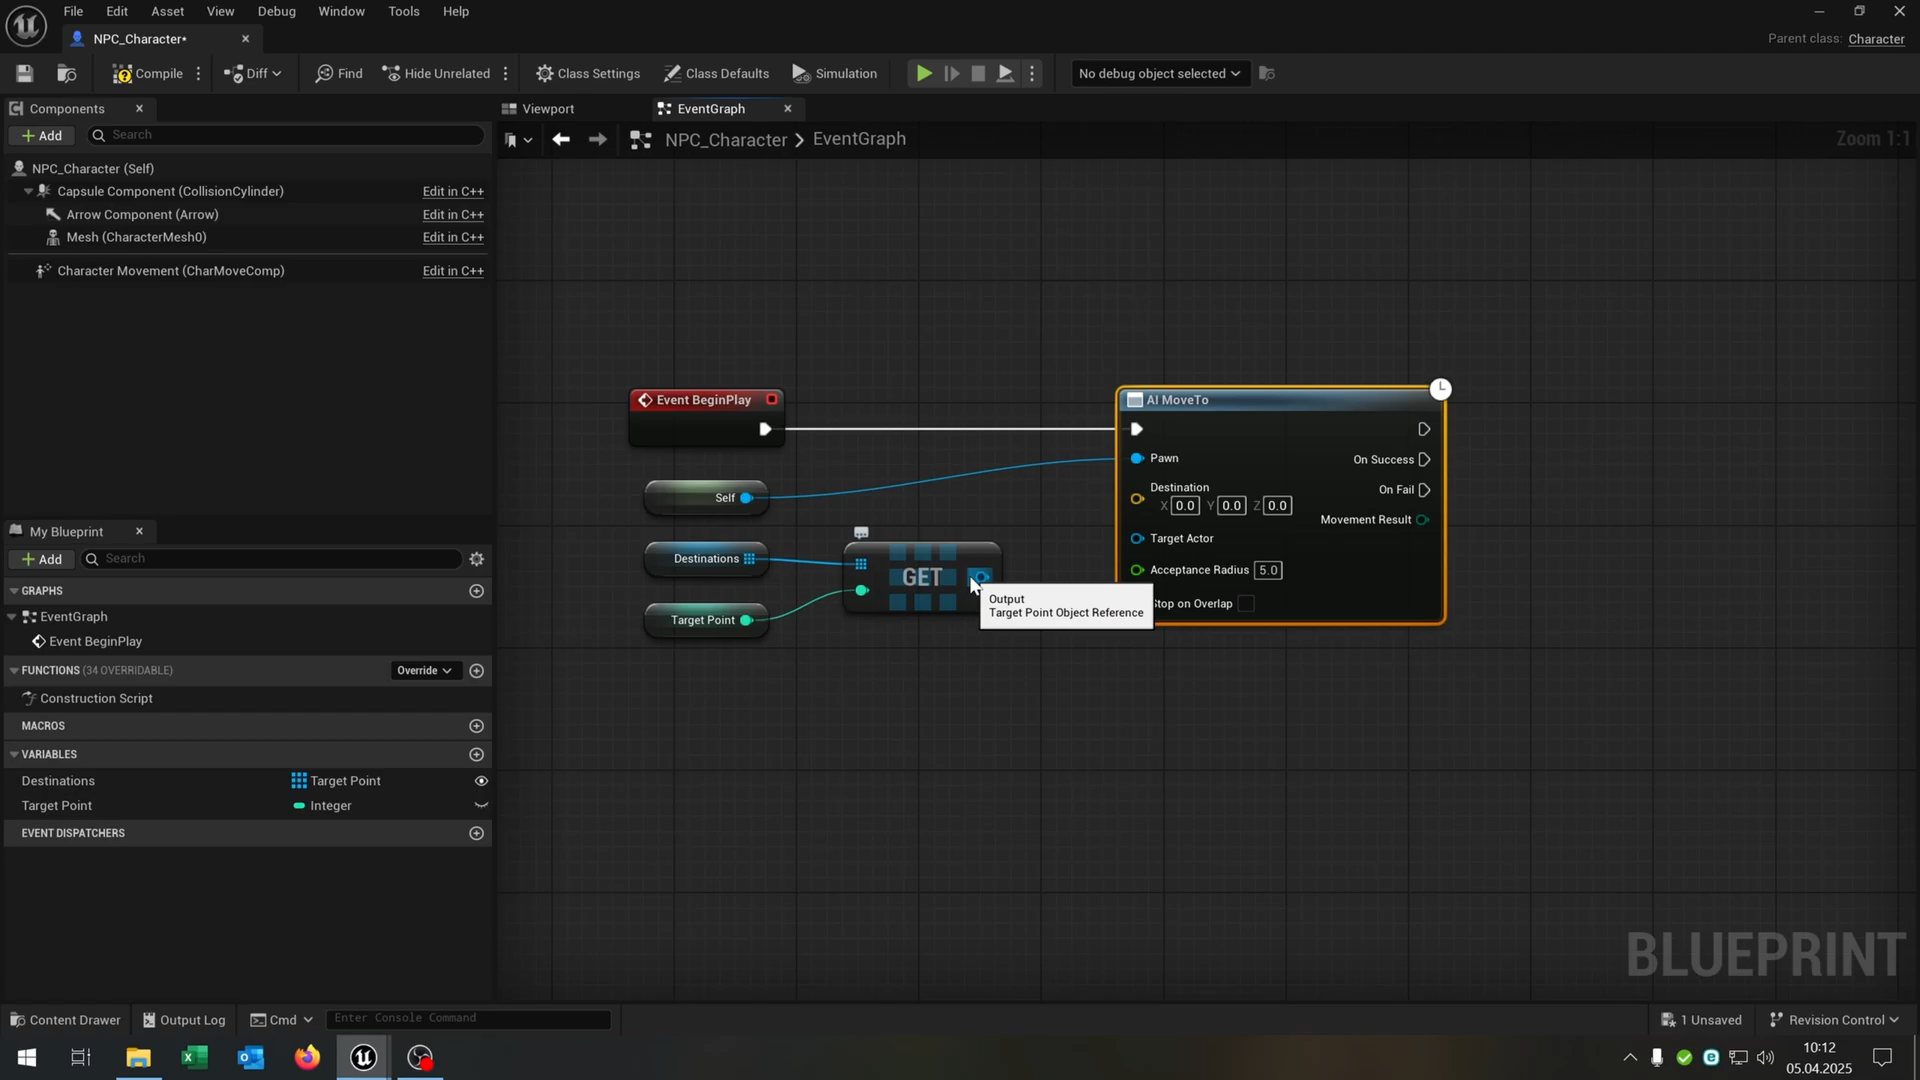 File Edit Asset View Debug Window Tools Help
NPC_Character*
Parent class: Character
Compile Diff Find Hide Unrelated Class Settings Class Defaults Simulation No debug object selected
Components
Viewport EventGraph
Add Search
NPC_Character > EventGraph
Zoom 1:1
NPC_Character (Self)
Capsule Component (CollisionCylinder) Edit in C++
Arrow Component (Arrow) Edit in C++
Mesh (CharacterMesh0) Edit in C++
Character Movement (CharMoveComp) Edit in C++
Event BeginPlay
Self
Destinations
Target Point
GET
Output
Target Point Object Reference
AI MoveTo
Pawn
On Success
Destination
X 0.0 Y 0.0 Z 0.0
On Fail
Movement Result
Target Actor
Acceptance Radius 5.0
Stop on Overlap
My Blueprint
Add Search
GRAPHS
EventGraph
Event BeginPlay
FUNCTIONS (34 OVERRIDABLE) Override
Construction Script
MACROS
VARIABLES
Destinations Target Point
Target Point Integer
EVENT DISPATCHERS
BLUEPRINT
Content Drawer Output Log Cmd Enter Console Command 1 Unsaved Revision Control
10:12
05.04.2025